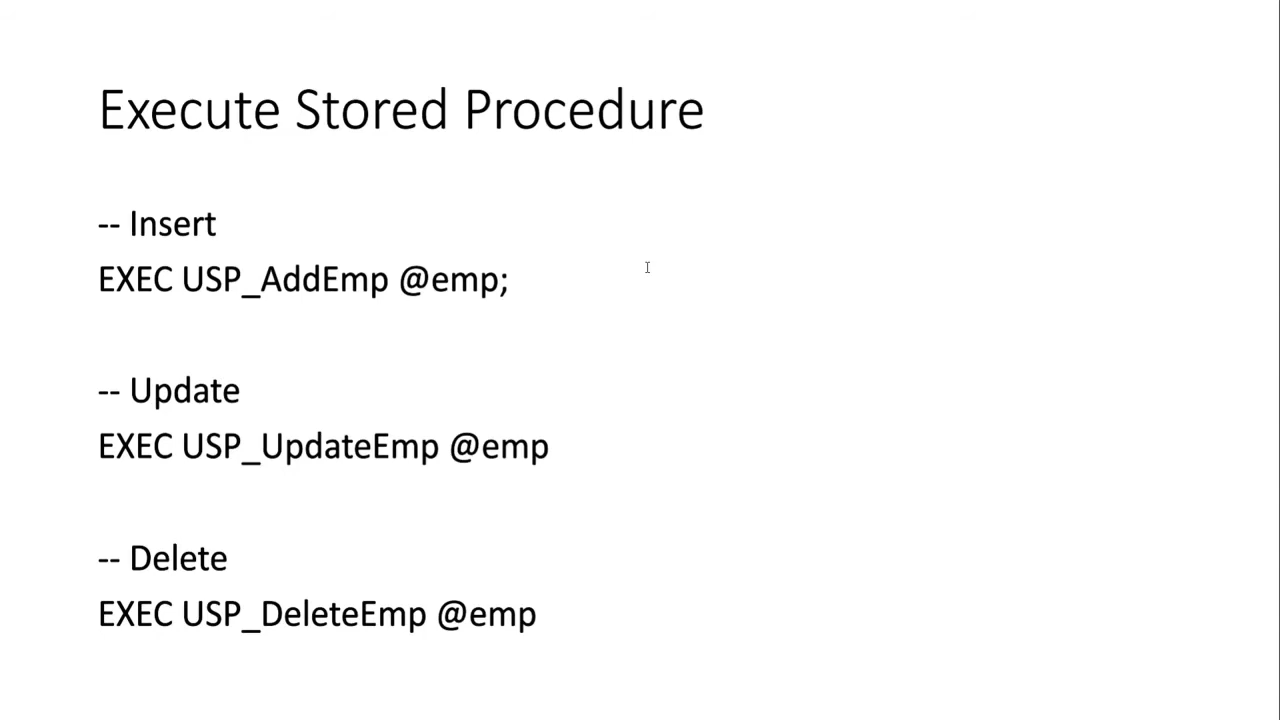 Execute Stored Procedure
-- Insert
EXEC USP_AddEmp @emp;
-- Update
EXEC USP_UpdateEmp @emp
-- Delete
EXEC USP_DeleteEmp @emp